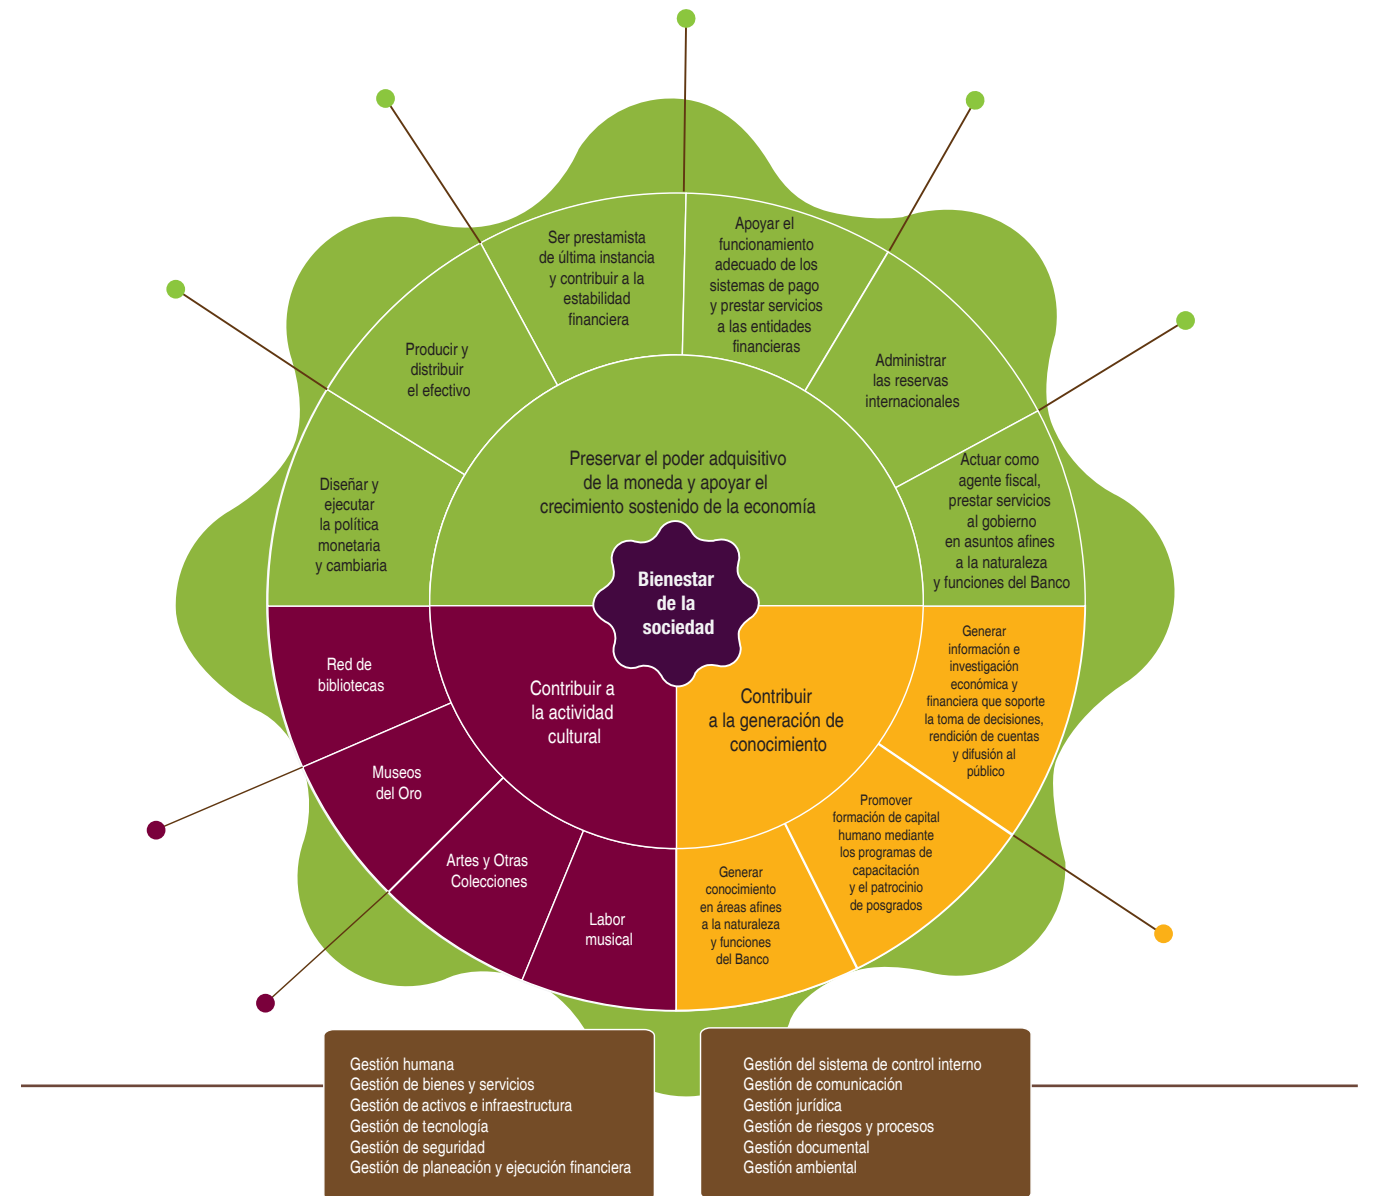 Ser prestamista
de última instancia
y contribuir a la
estabilidad
financiera
Apoyar el
funcionamiento
adecuado de los
sistemas de pago
y prestar servicios
a las entidades
financieras
Producir y
distribuir
el efectivo
Administrar
las reservas
internacionales
Diseñar y
ejecutar
la política
monetaria
y cambiaria
Preservar el poder adquisitivo
de la moneda y apoyar el
crecimiento sostenido de la economía
Actuar como
agente fiscal,
prestar servicios
al gobierno
en asuntos afines
a la naturaleza
y funciones del Banco
Bienestar
de la
sociedad
Red de
bibliotecas
Contribuir a
la actividad
cultural
Contribuir
a la generación de
conocimiento
Generar
información e
investigación
económica y
financiera que soporte
la toma de decisiones,
rendición de cuentas
y difusión al
público
Museos
del Oro
Artes y Otras
Colecciones
Labor
musical
Generar
conocimiento
en áreas afines
a la naturaleza
y funciones
del Banco
Promover
formación de capital
humano mediante
los programas de
capacitación
y el patrocinio
de posgrados
Gestión humana
Gestión de bienes y servicios
Gestión de activos e infraestructura
Gestión de tecnología
Gestión de seguridad
Gestión de planeación y ejecución financiera
Gestión del sistema de control interno
Gestión de comunicación
Gestión jurídica
Gestión de riesgos y procesos
Gestión documental
Gestión ambiental